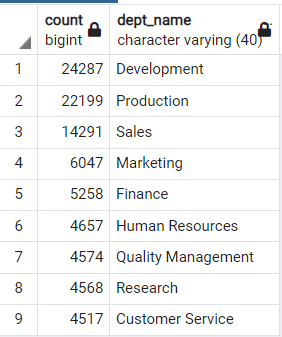 count dept_name
bigint character varying (40)
1 24287 Development
2 22199 Production
3 14291 Sales
4 6047 Marketing
5 5258 Finance
6 4657 Human Resources
7 4574 Quality Management
8 4568 Research
9 4517 Customer Service